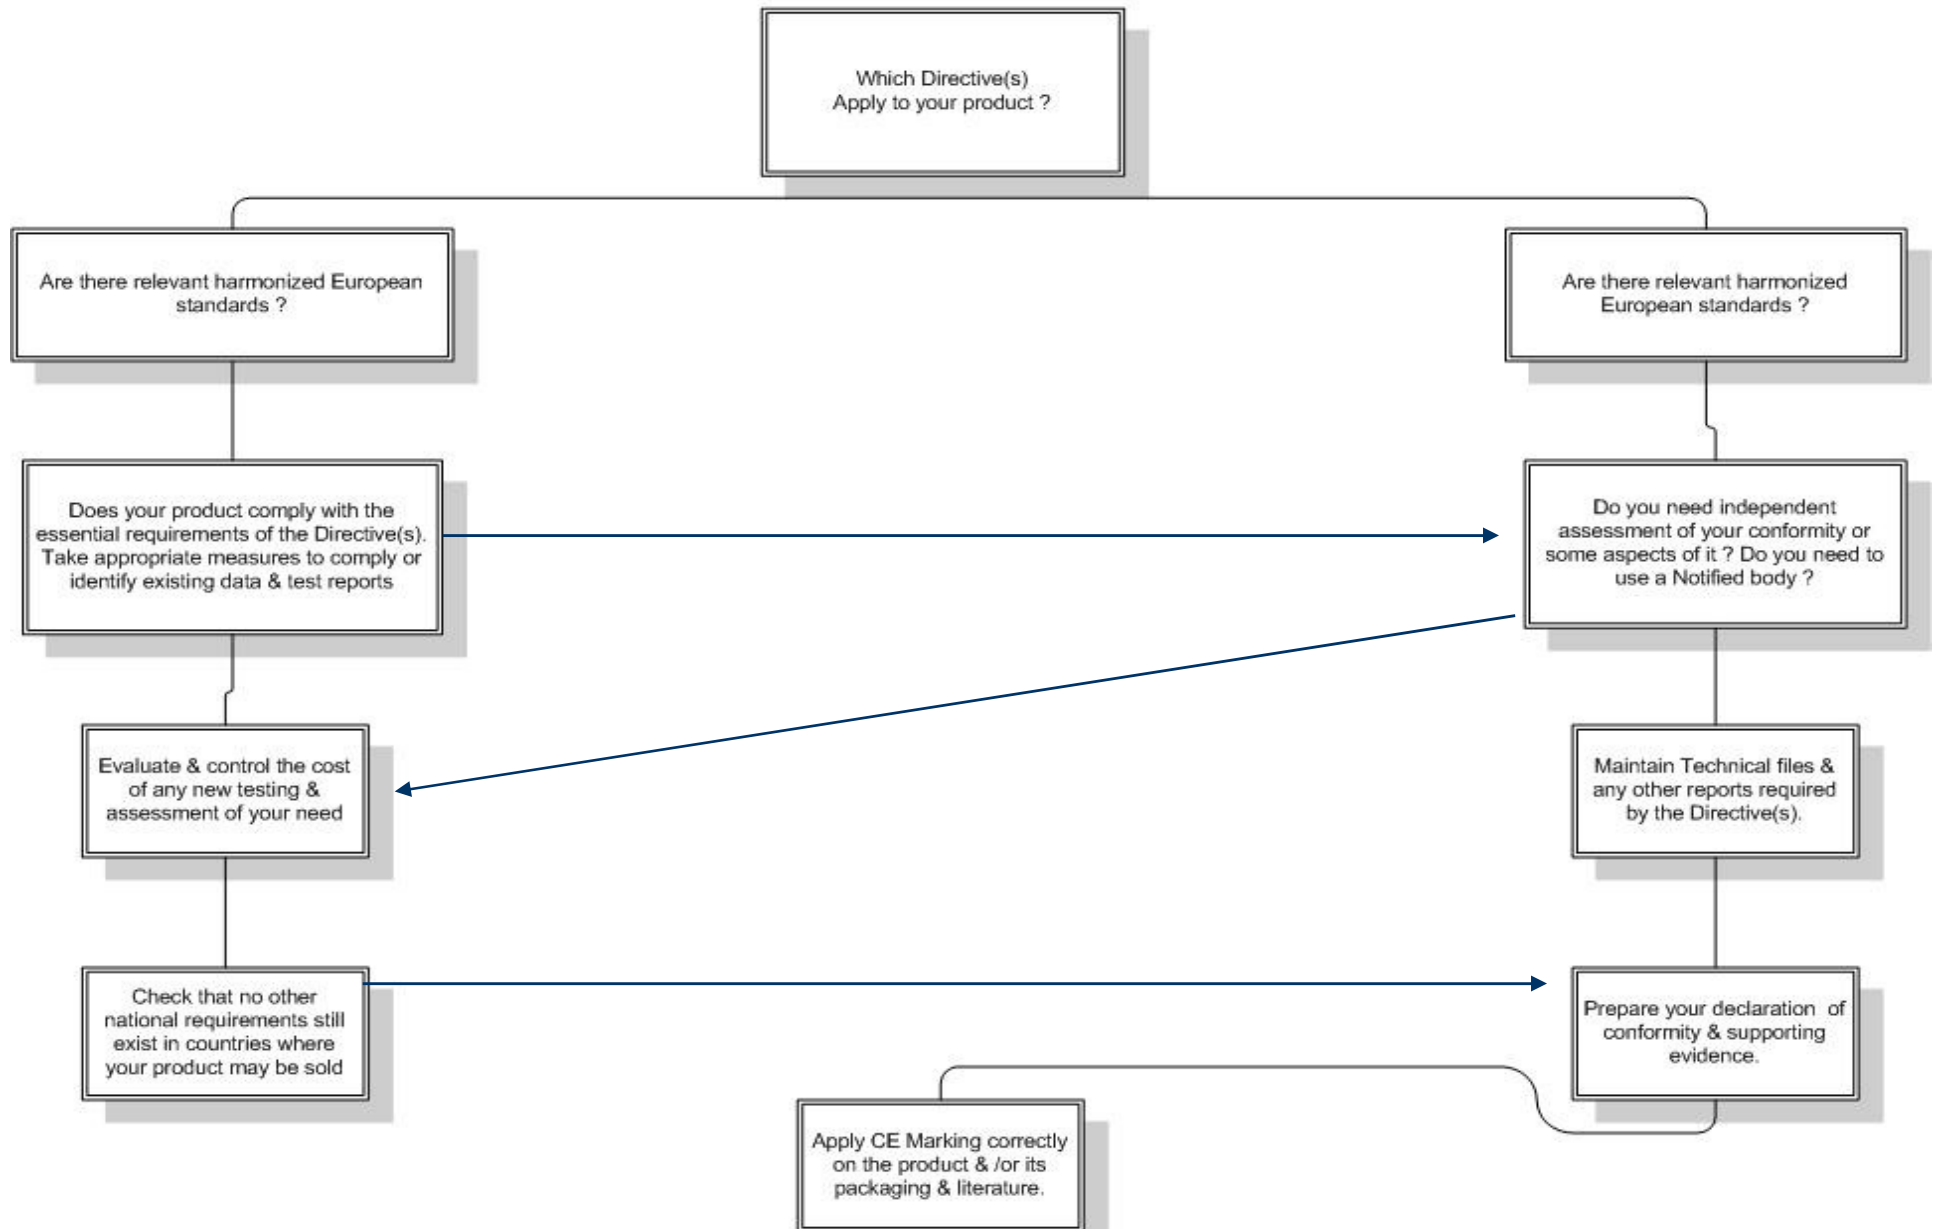 Which Directive(s)
Apply to your product ?
Are there relevant harmonized European
standards ?
Are there relevant harmonized
European standards ?
Does your product comply with the
essential requirements of the Directive(s).
Take appropriate measures to comply or
identify existing data & test reports
Do you need independent
assessment of your conformity or
some aspects of it ? Do you need to
use a Notified body ?
Evaluate & control the cost
of any new testing &
assessment of your need
Maintain Technical files &
any other reports required
by the Directive(s).
Check that no other
national requirements still
exist in countries where
your product may be sold
Prepare your declaration of
conformity & supporting
evidence.
Apply CE Marking correctly
on the product & /or its
packaging & literature.